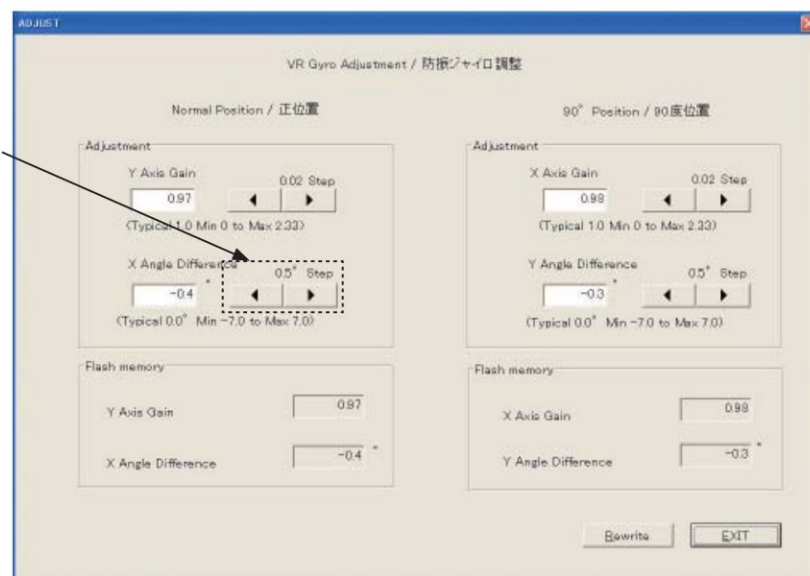 ADJUST
VR Gyro Adjustment / 防振ジャイロ調整
Normal Position / 正位置
Adjustment
Y Axis Gain
0.02 Step
0.97
(Typical 1.0 Min 0 to Max 2.33)
X Angle Difference
0.5° Step
-0.4 °
(Typical 0.0° Min -7.0 to Max 7.0)
Flash memory
Y Axis Gain 0.97
X Angle Difference -0.4 °
90° Position / 90度位置
Adjustment
X Axis Gain
0.02 Step
0.98
(Typical 1.0 Min 0 to Max 2.33)
Y Angle Difference
0.5° Step
-0.3 °
(Typical 0.0° Min -7.0 to Max 7.0)
Flash memory
X Axis Gain 0.98
Y Angle Difference -0.3 °
Rewrite EXIT